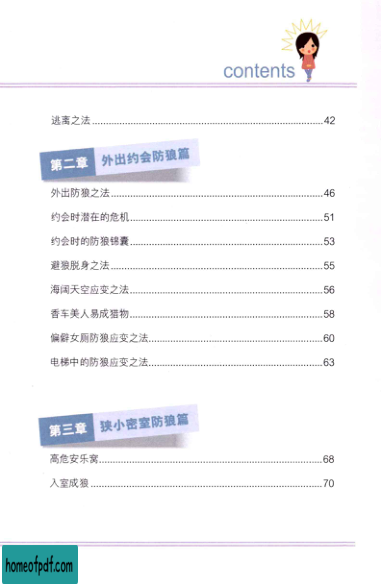 contents
逃离之法............42
第二章 外出约会防狼篇
外出防狼之法............46
约会时潜在的危机............51
约会时的防狼锦囊............53
避狼脱身之法............55
海阔天空应变之法............56
香车美人易成猎物............58
偏僻女厕防狼应变之法............60
电梯中的防狼应变之法............63
第三章 狭小密室防狼篇
高危安乐窝............68
入室成狼............70
homeofpdf.com